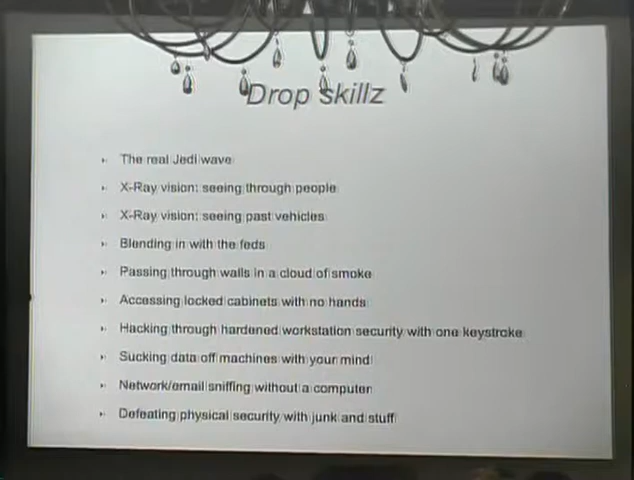 Drop skillz
The real Jedi wave
X-Ray vision: seeing through people
X-Ray vision: seeing past vehicles
Blending in with the feds
Passing through walls in a cloud of smoke
Accessing locked cabinets with no hands
Hacking through hardened workstation security with one keystroke
Sucking data off machines with your mind
Network/email sniffing without a computer
Defeating physical security with junk and stuff